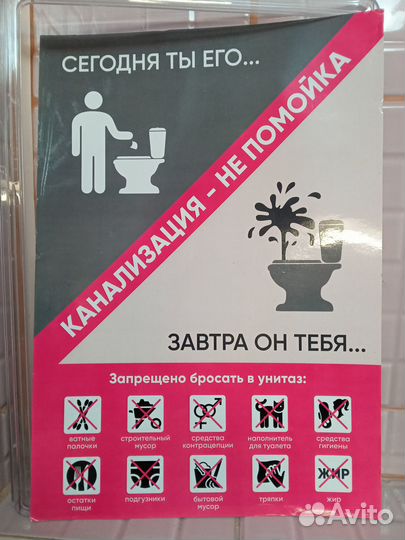 СЕГОДНЯ ТЫ ЕГО...
КАНАЛИЗАЦИЯ - НЕ ПОМОЙКА
ЗАВТРА ОН ТЕБЯ...
Запрещено бросать в унитаз:
ватные
палочки
строительный
мусор
средства
контрацепции
наполнитель
для туалета
средства
гигиены
ЖИР
остатки
пищи
подгузники
бытовой
мусор
тряпки
жир
Avito